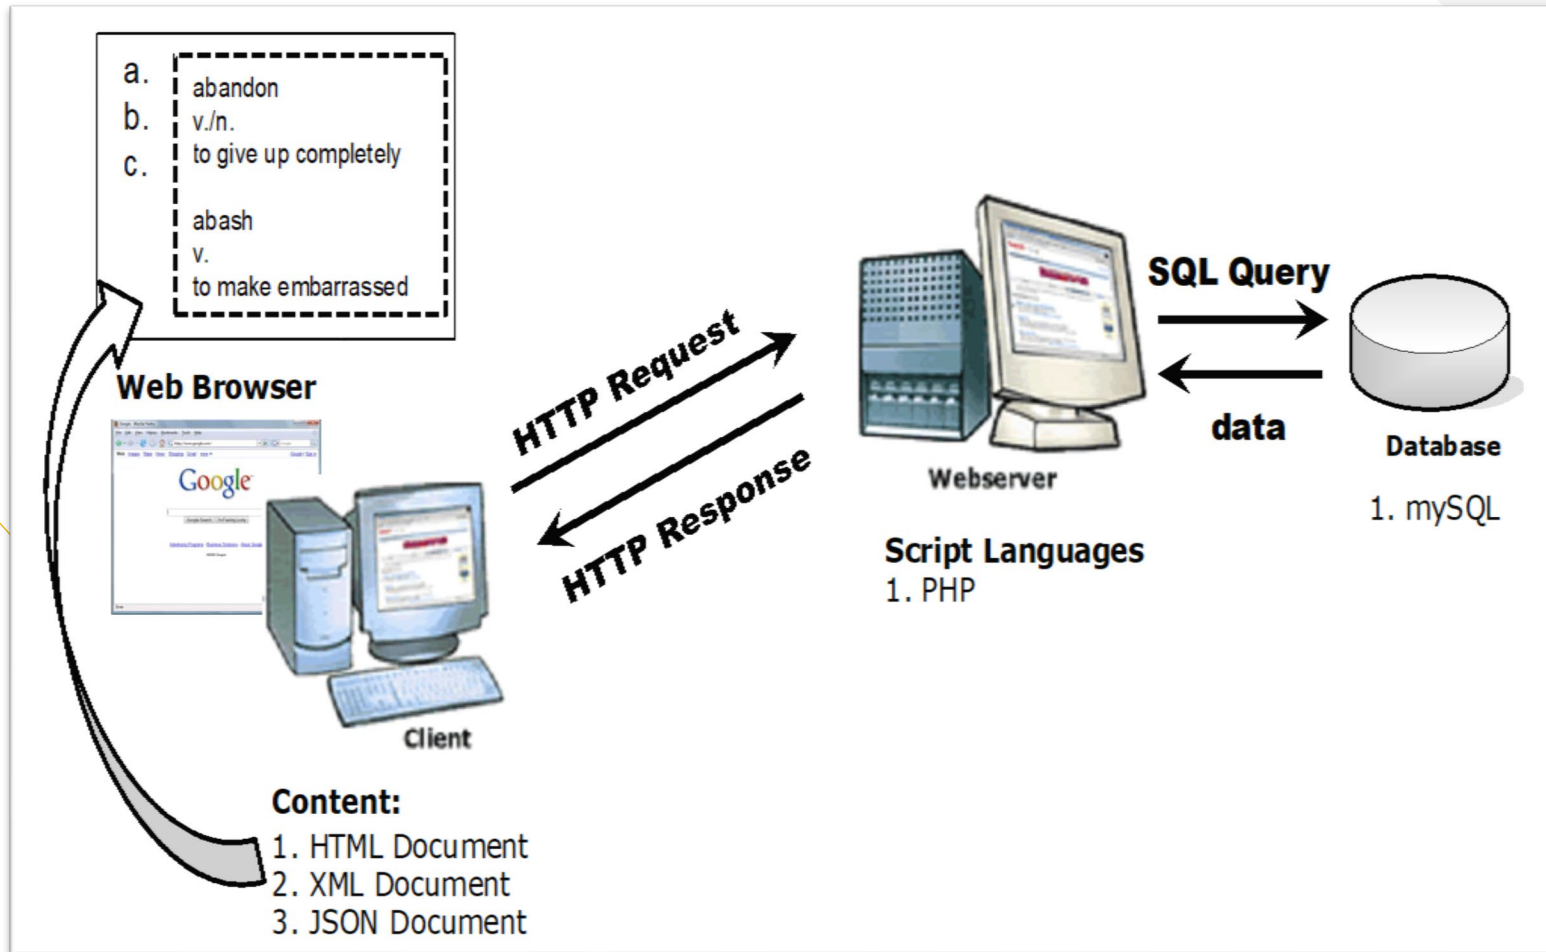 a.
b.
c.
abandon
v./n.
to give up completely
abash
v.
to make embarrassed
Web Browser
Google
HTTP Request
HTTP Response
Client
Content:
1. HTML Document
2. XML Document
3. JSON Document
Webserver
Script Languages
1. PHP
SQL Query
data
Database
1. mySQL